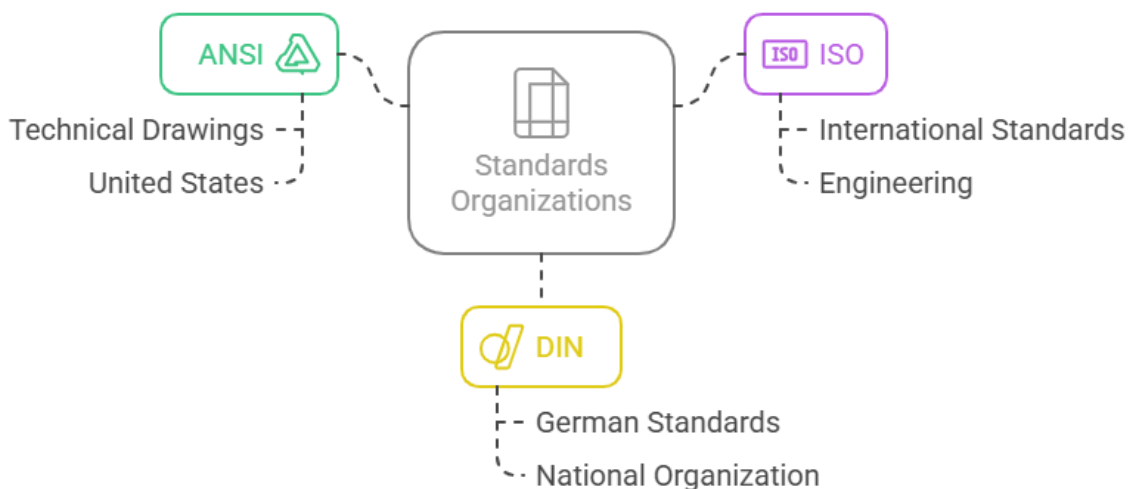 ANSI
Technical Drawings
United States
Standards
Organizations
ISO ISO
International Standards
Engineering
DIN
German Standards
National Organization